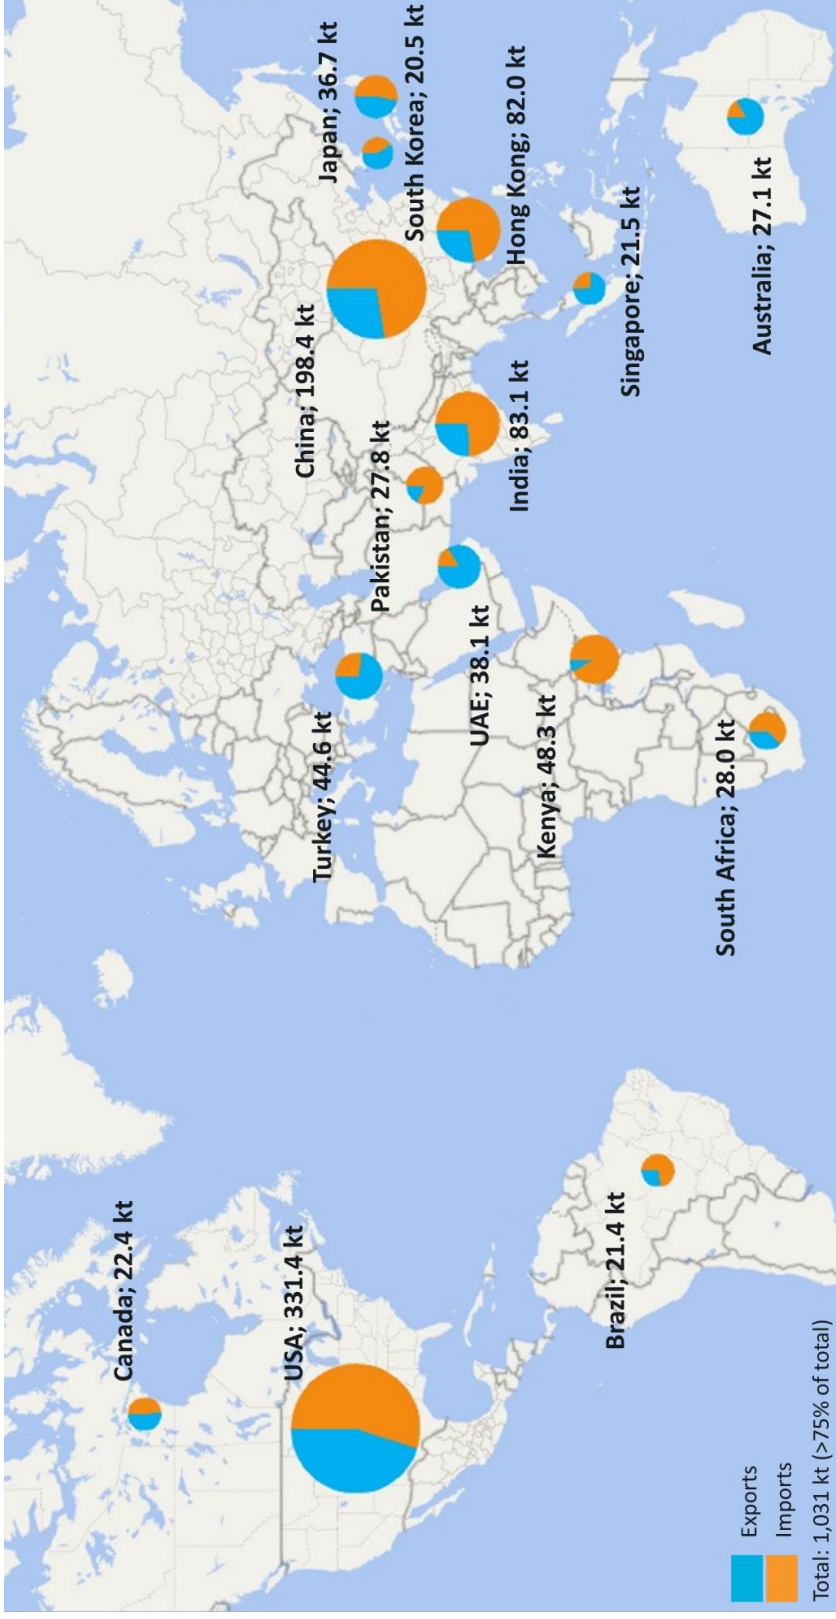 Canada; 22.4 kt
USA; 331.4 kt
Brazil; 21.4 kt
Turkey; 44.6 kt
Pakistan; 27.8 kt
China; 198.4 kt
Japan; 36.7 kt
South Korea; 20.5 kt
Hong Kong; 82.0 kt
India; 83.1 kt
UAE; 38.1 kt
Kenya; 48.3 kt
Singapore; 21.5 kt
South Africa; 28.0 kt
Australia; 27.1 kt
Exports
Imports
Total: 1,031 kt (>75% of total)